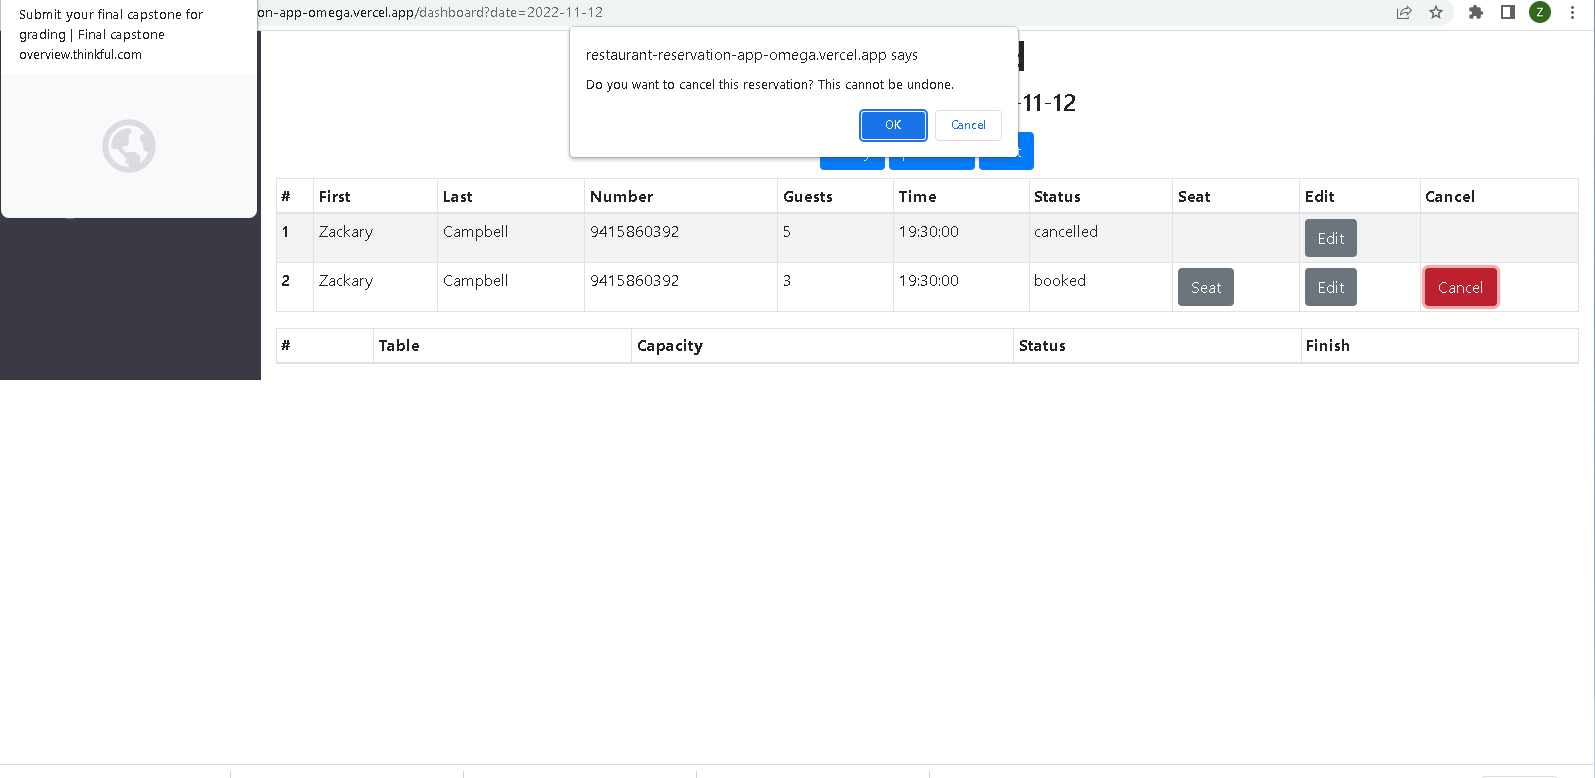 Submit your final capstone for
grading | Final capstone
overview.thinkful.com
on-app-omega.vercel.app/dashboard?date=2022-11-12
Z
restaurant-reservation-app-omega.vercel.app says
Do you want to cancel this reservation? This cannot be undone.
OK Cancel
-11-12
# First Last Number Guests Time Status Seat Edit Cancel
1 Zackary Campbell 9415860392 5 19:30:00 cancelled Edit
2 Zackary Campbell 9415860392 3 19:30:00 booked Seat Edit Cancel
# Table Capacity Status Finish